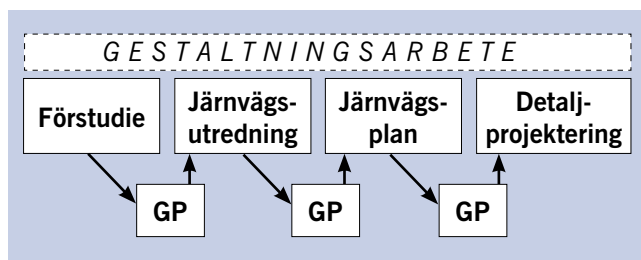 GESTALTNINGSARBETE
Förstudie
Järnvägs-
utredning
Järnvägs-
plan
Detalj-
projektering
GP
GP
GP